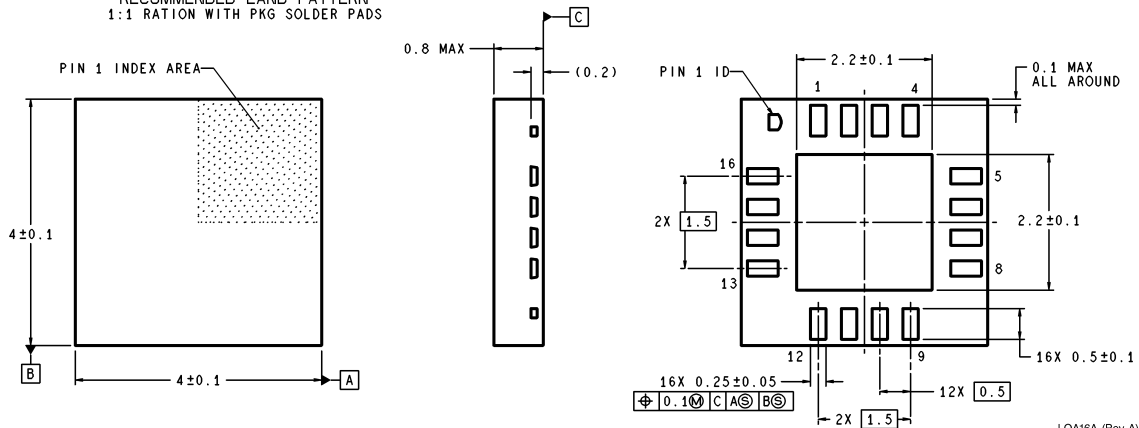 RECOMMENDED LAND PATTERN
1:1 RATION WITH PKG SOLDER PADS
C
0.8 MAX
(0.2)
PIN 1 INDEX AREA
PIN 1 ID
2.2±0.1
0.1 MAX
ALL AROUND
1
4
16
5
4±0.1
2X 1.5
2.2±0.1
13
8
B
4±0.1
A
12
9
16X 0.5±0.1
16X 0.25±0.05
12X 0.5
⌖ 0.1Ⓜ C AⓈ BⓈ
2X 1.5
LQA16A (Rev A)